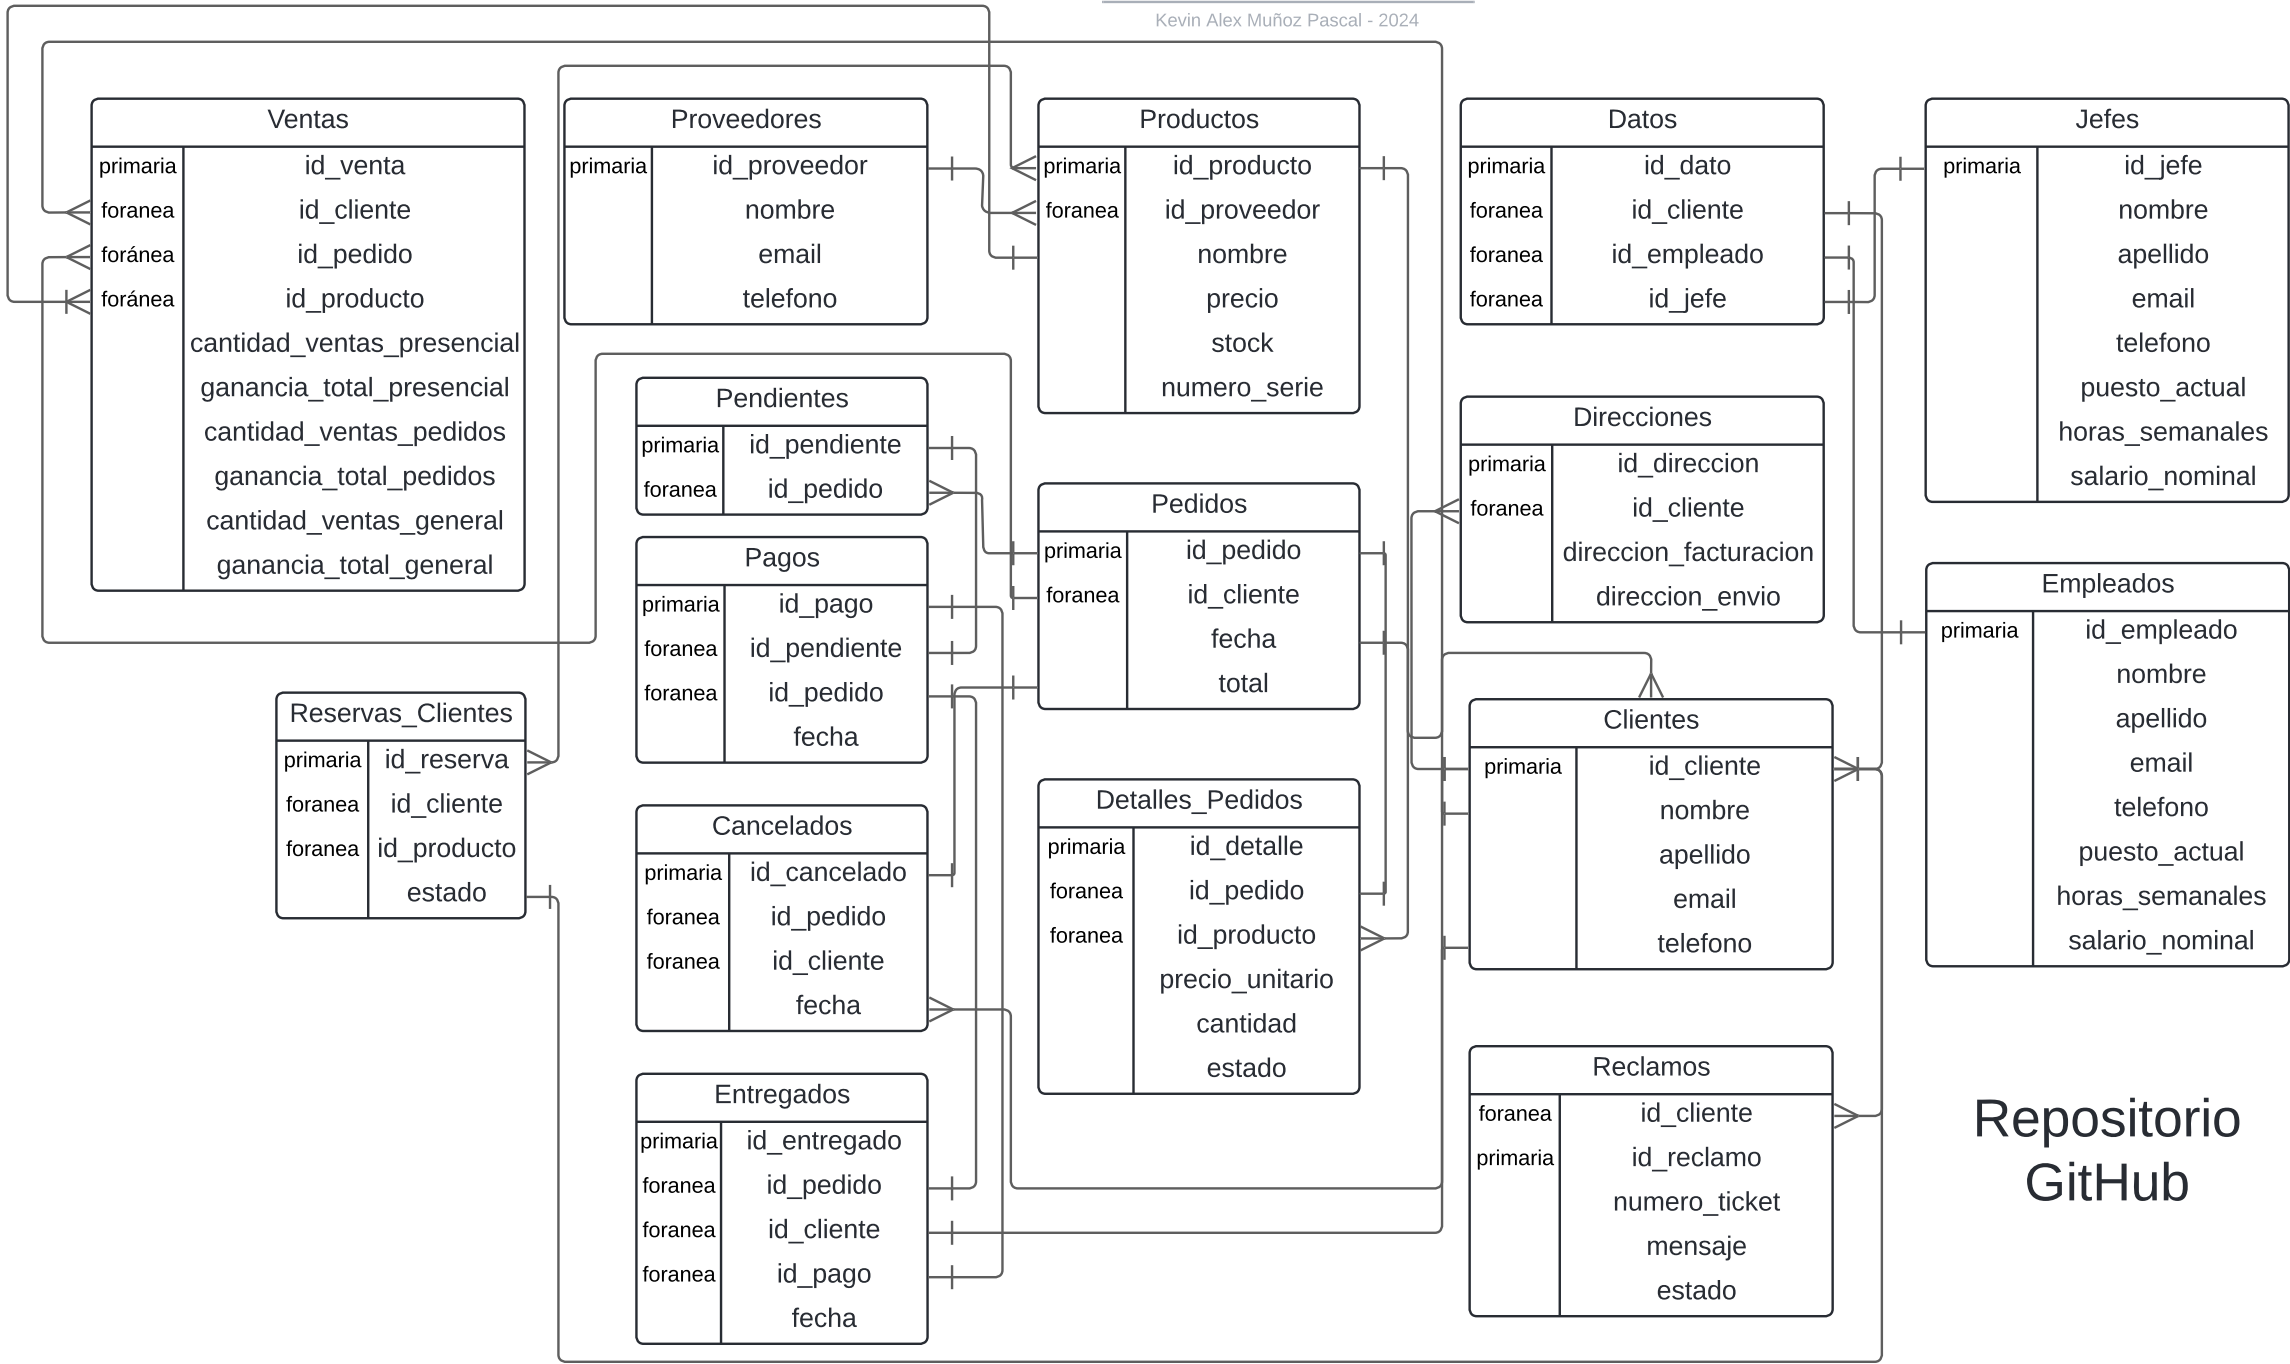 Kevin Alex Muñoz Pascal - 2024
Ventas
primaria id_venta
foranea id_cliente
foránea id_pedido
foránea id_producto
cantidad_ventas_presencial
ganancia_total_presencial
cantidad_ventas_pedidos
ganancia_total_pedidos
cantidad_ventas_general
ganancia_total_general
Proveedores
primaria id_proveedor
nombre
email
telefono
Productos
primaria id_producto
foranea id_proveedor
nombre
precio
stock
numero_serie
Datos
primaria id_dato
foranea id_cliente
foranea id_empleado
foranea id_jefe
Jefes
primaria id_jefe
nombre
apellido
email
telefono
puesto_actual
horas_semanales
salario_nominal
Pendientes
primaria id_pendiente
foranea id_pedido
Pagos
primaria id_pago
foranea id_pendiente
foranea id_pedido
fecha
Pedidos
primaria id_pedido
foranea id_cliente
fecha
total
Direcciones
primaria id_direccion
foranea id_cliente
direccion_facturacion
direccion_envio
Empleados
primaria id_empleado
nombre
apellido
email
telefono
puesto_actual
horas_semanales
salario_nominal
Reservas_Clientes
primaria id_reserva
foranea id_cliente
foranea id_producto
estado
Cancelados
primaria id_cancelado
foranea id_pedido
foranea id_cliente
fecha
Detalles_Pedidos
primaria id_detalle
foranea id_pedido
foranea id_producto
precio_unitario
cantidad
estado
Clientes
primaria id_cliente
nombre
apellido
email
telefono
Entregados
primaria id_entregado
foranea id_pedido
foranea id_cliente
foranea id_pago
fecha
Reclamos
foranea id_cliente
primaria id_reclamo
numero_ticket
mensaje
estado
Repositorio
GitHub